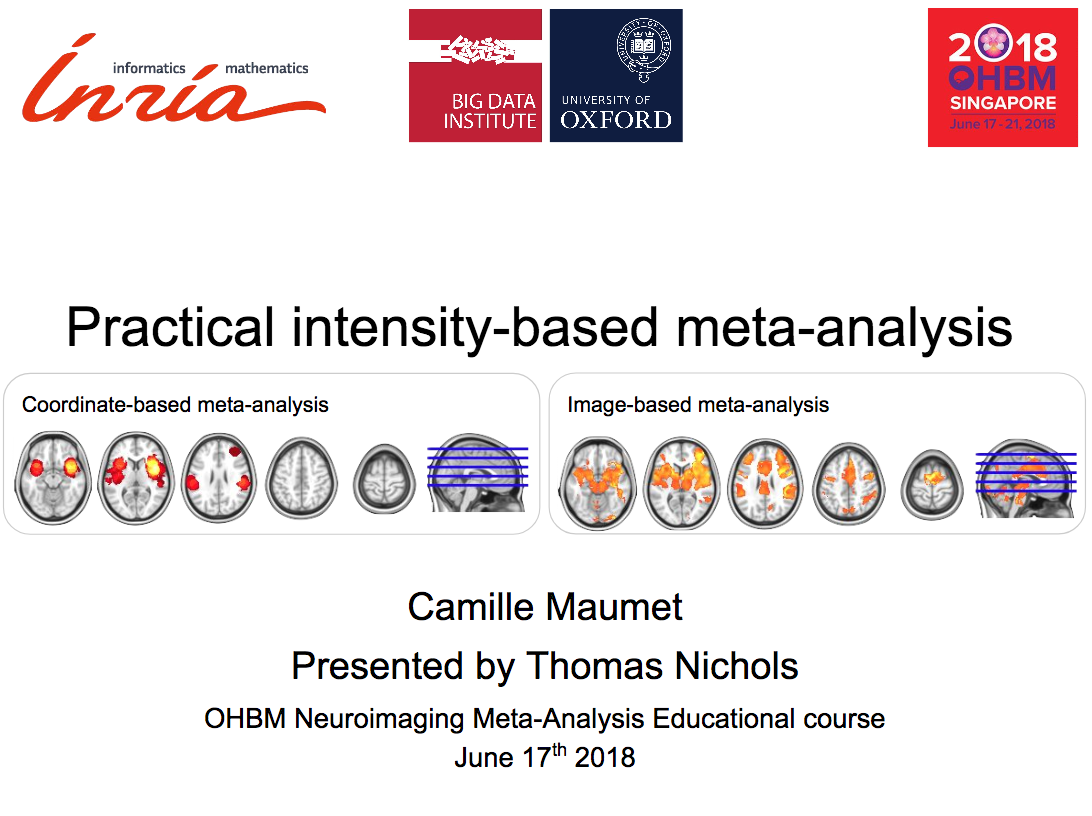 informatics mathematics
Inria
BIG DATA
INSTITUTE
UNIVERSITY OF
OXFORD
2018
OHBM
SINGAPORE
June 17-21, 2018
Practical intensity-based meta-analysis
Coordinate-based meta-analysis
Image-based meta-analysis
Camille Maumet
Presented by Thomas Nichols
OHBM Neuroimaging Meta-Analysis Educational course
June 17th 2018